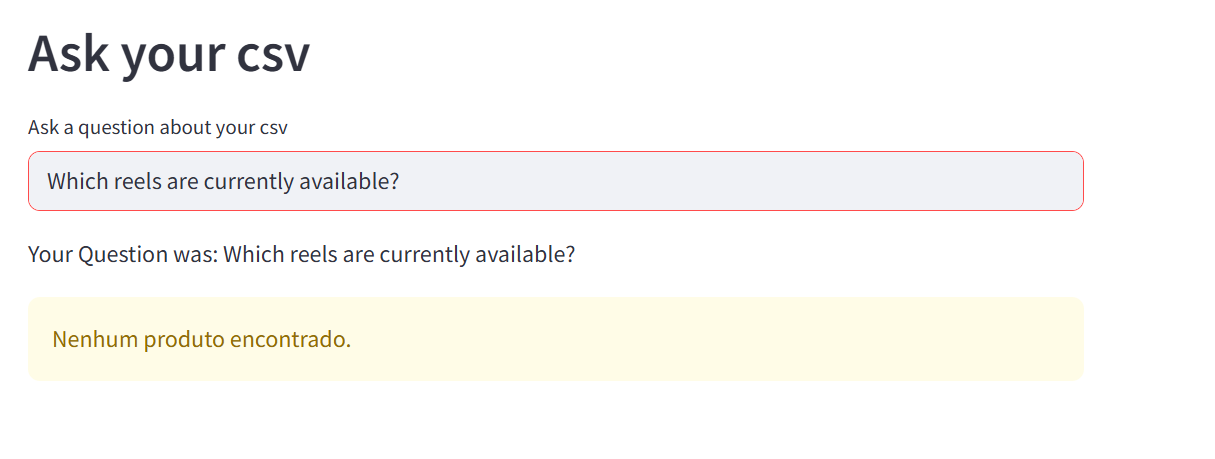 Ask your csv
Ask a question about your csv
Which reels are currently available?
Your Question was: Which reels are currently available?
Nenhum produto encontrado.